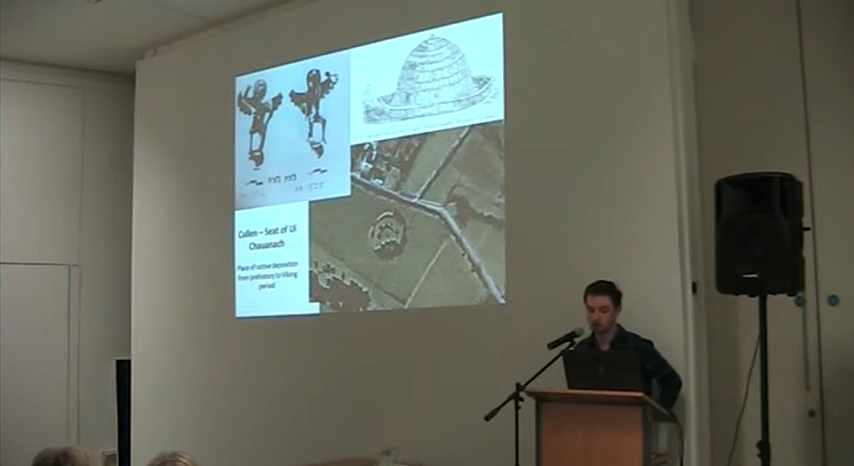 Cullen – Seat of Uí
Chauanach
Place of votive deposition
from prehistory to Viking
period